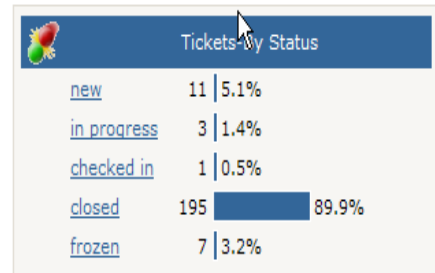 Tickets by Status
new 11 5.1%
in progress 3 1.4%
checked in 1 0.5%
closed 195 89.9%
frozen 7 3.2%